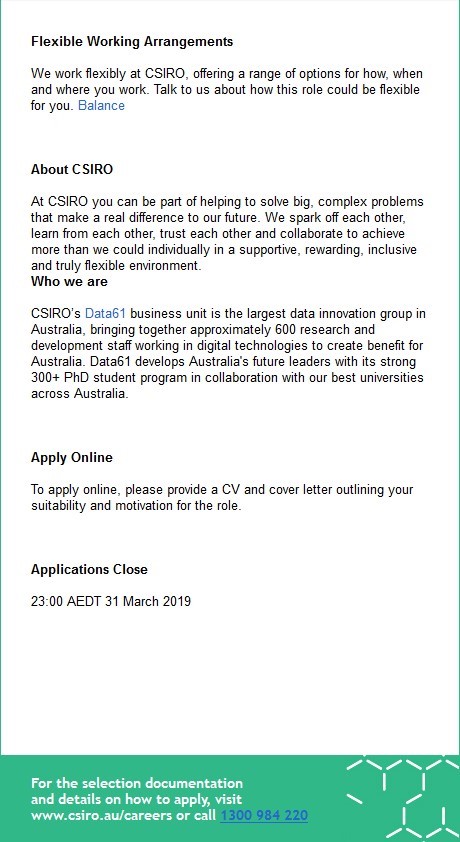 Flexible Working Arrangements
We work flexibly at CSIRO, offering a range of options for how, when
and where you work. Talk to us about how this role could be flexible
for you. Balance
About CSIRO
At CSIRO you can be part of helping to solve big, complex problems
that make a real difference to our future. We spark off each other,
learn from each other, trust each other and collaborate to achieve
more than we could individually in a supportive, rewarding, inclusive
and truly flexible environment.
Who we are
CSIRO's Data61 business unit is the largest data innovation group in
Australia, bringing together approximately 600 research and
development staff working in digital technologies to create benefit for
Australia. Data61 develops Australia's future leaders with its strong
300+ PhD student program in collaboration with our best universities
across Australia.
Apply Online
To apply online, please provide a CV and cover letter outlining your
suitability and motivation for the role.
Applications Close
23:00 AEDT 31 March 2019
For the selection documentation
and details on how to apply, visit
www.csiro.au/careers or call 1300 984 220